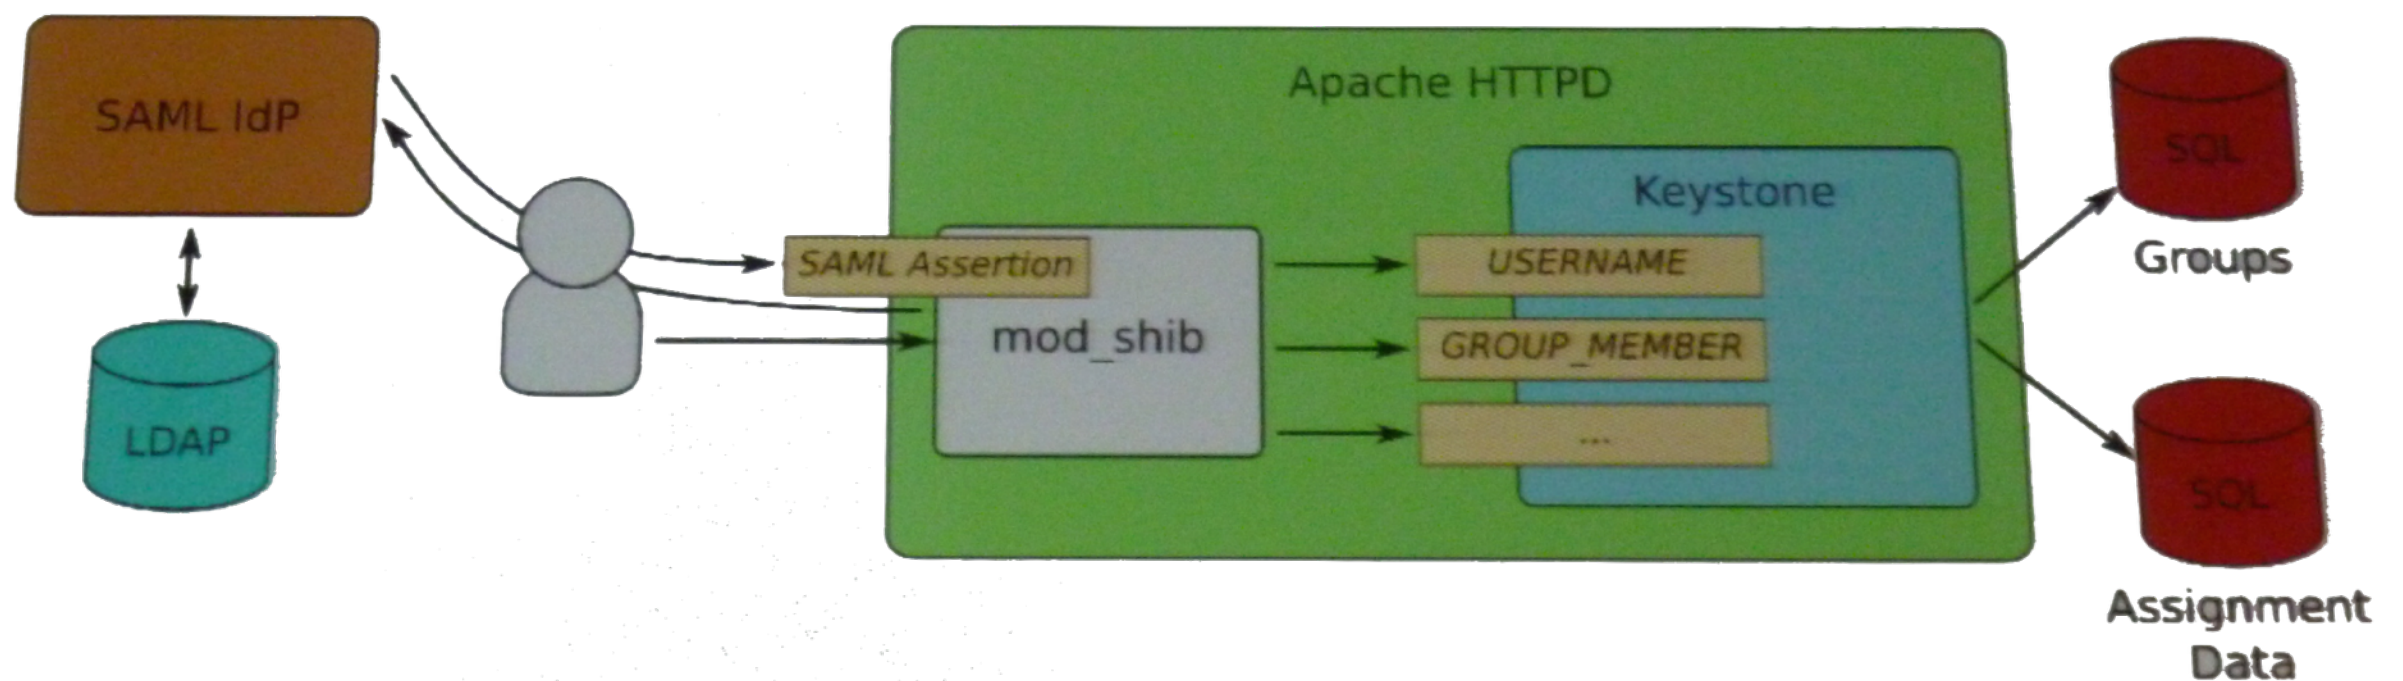 SAML IdP
LDAP
Apache HTTPD
SAML Assertion
mod_shib
Keystone
USERNAME
GROUP_MEMBER
...
SQL
Groups
SQL
Assignment
Data